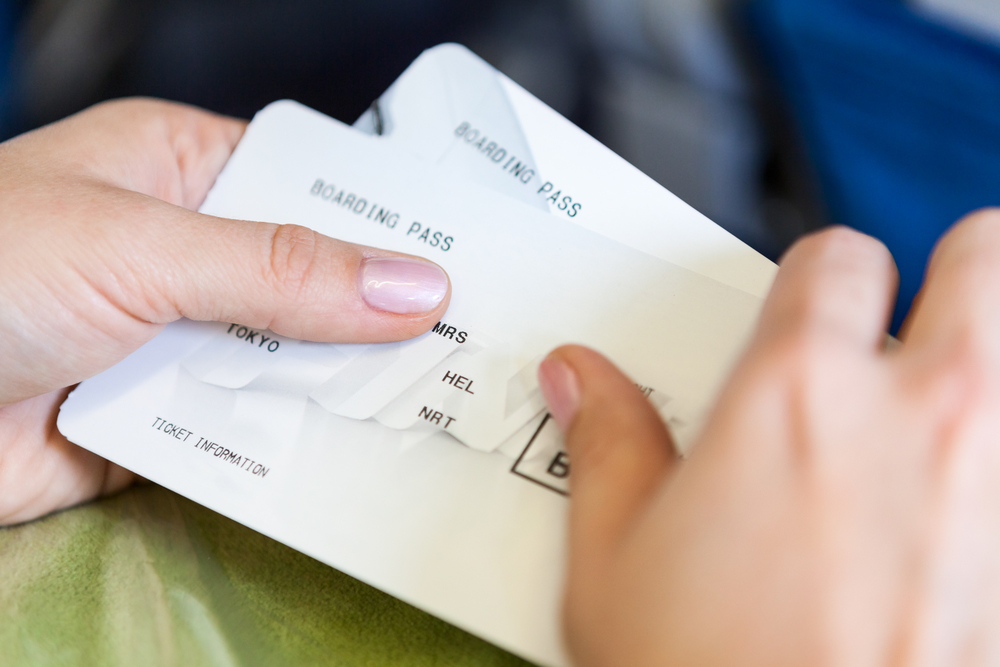 BOARDING PASS
BOARDING PASS
MRS
TOKYO
HEL
NRT
TICKET INFORMATION
B